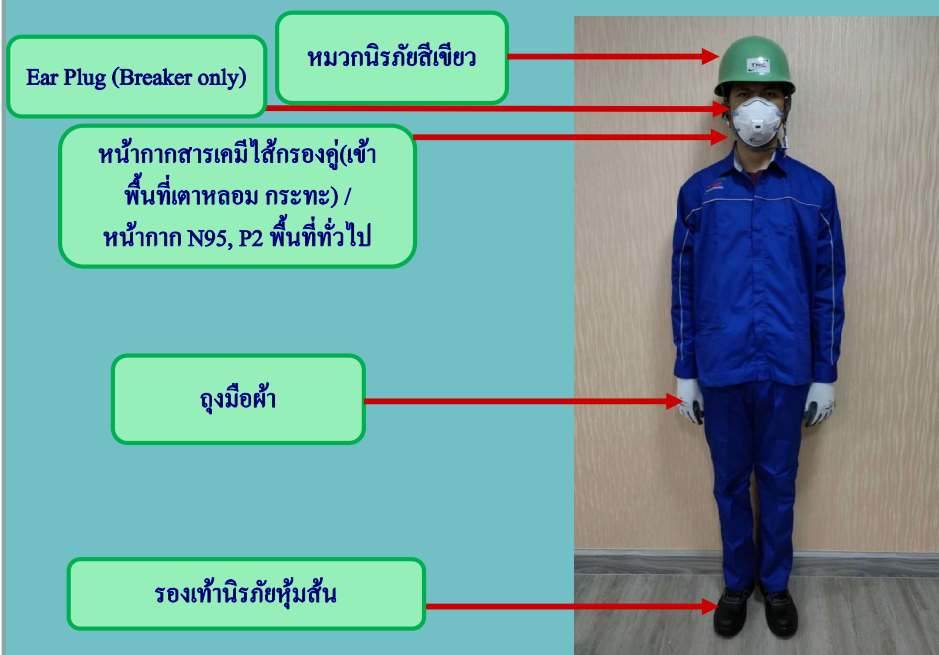 หมวกนิรภัยสีเขียว
Ear Plug (Breaker only)
หน้ากากสารเคมีไส้กรองคู่(เข้า
พื้นที่เตาหลอม กระทะ) /
หน้ากาก N95, P2 พื้นที่ทั่วไป
ถุงมือผ้า
รองเท้านิรภัยหุ้มส้น
TNC